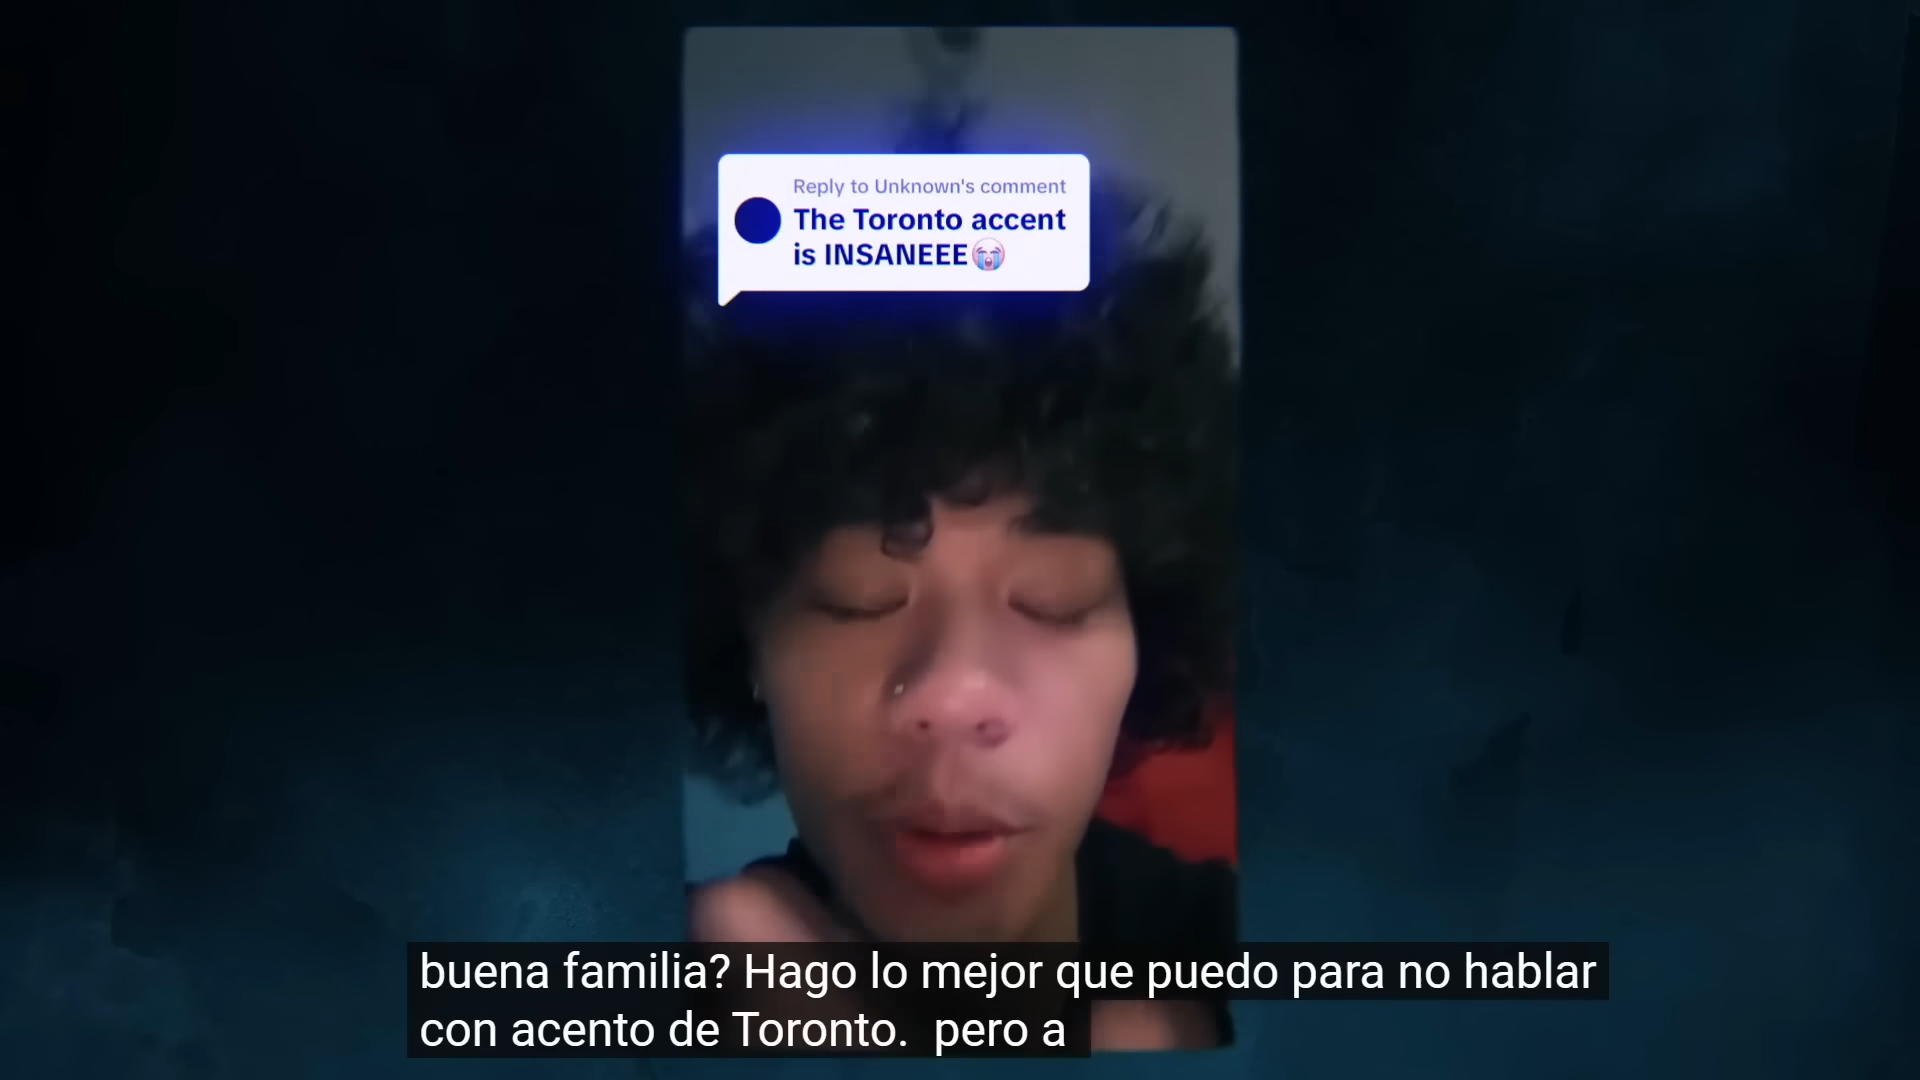 Reply to Unknown's comment
The Toronto accent
is INSANEEE😭
buena familia? Hago lo mejor que puedo para no hablar
con acento de Toronto.  pero a